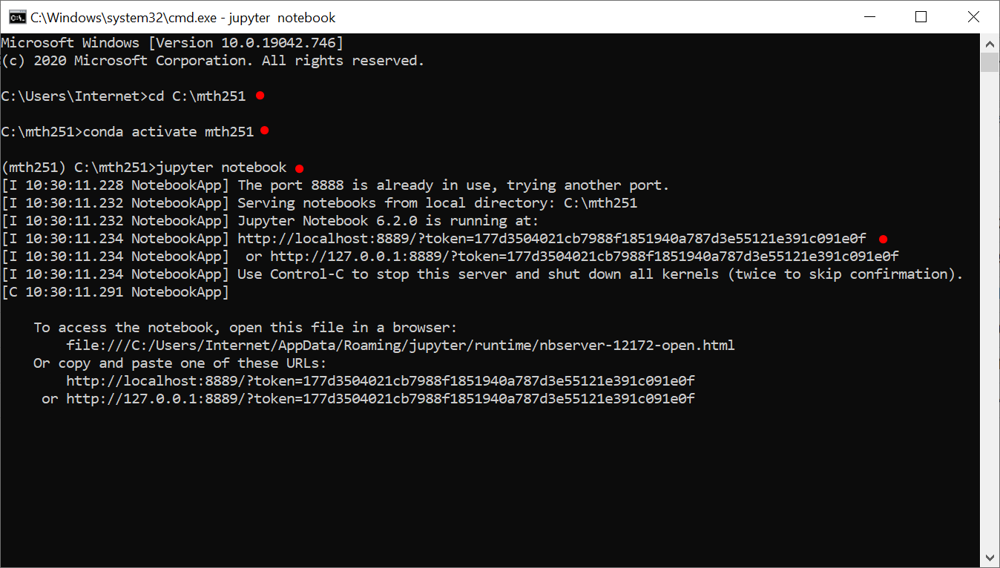 C:\Windows\system32\cmd.exe - jupyter  notebook
Microsoft Windows [Version 10.0.19042.746]
(c) 2020 Microsoft Corporation. All rights reserved.
C:\Users\Internet>cd C:\mth251
C:\mth251>conda activate mth251
(mth251) C:\mth251>jupyter notebook
[I 10:30:11.228 NotebookApp] The port 8888 is already in use, trying another port.
[I 10:30:11.232 NotebookApp] Serving notebooks from local directory: C:\mth251
[I 10:30:11.232 NotebookApp] Jupyter Notebook 6.2.0 is running at:
[I 10:30:11.234 NotebookApp] http://localhost:8889/?token=177d3504021cb7988f1851940a787d3e55121e391c091e0f
[I 10:30:11.234 NotebookApp]  or http://127.0.0.1:8889/?token=177d3504021cb7988f1851940a787d3e55121e391c091e0f
[I 10:30:11.234 NotebookApp] Use Control-C to stop this server and shut down all kernels (twice to skip confirmation).
[C 10:30:11.291 NotebookApp]
To access the notebook, open this file in a browser:
file:///C:/Users/Internet/AppData/Roaming/jupyter/runtime/nbserver-12172-open.html
Or copy and paste one of these URLs:
http://localhost:8889/?token=177d3504021cb7988f1851940a787d3e55121e391c091e0f
or http://127.0.0.1:8889/?token=177d3504021cb7988f1851940a787d3e55121e391c091e0f